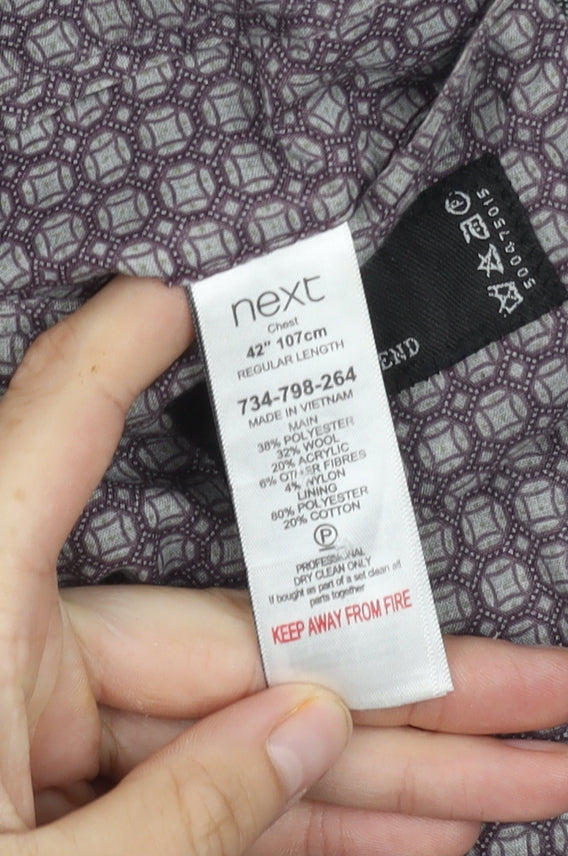 next
Chest
42" 107cm
REGULAR LENGTH
734-798-264
MADE IN VIETNAM
MAIN
38% POLYESTER
32% WOOL
20% ACRYLIC
6% OTHER FIBRES
4% NYLON
LINING
80% POLYESTER
20% COTTON
P
PROFESSIONAL
DRY CLEAN ONLY
If bought as part of a set clean all
parts together
KEEP AWAY FROM FIRE
END
P
500475015